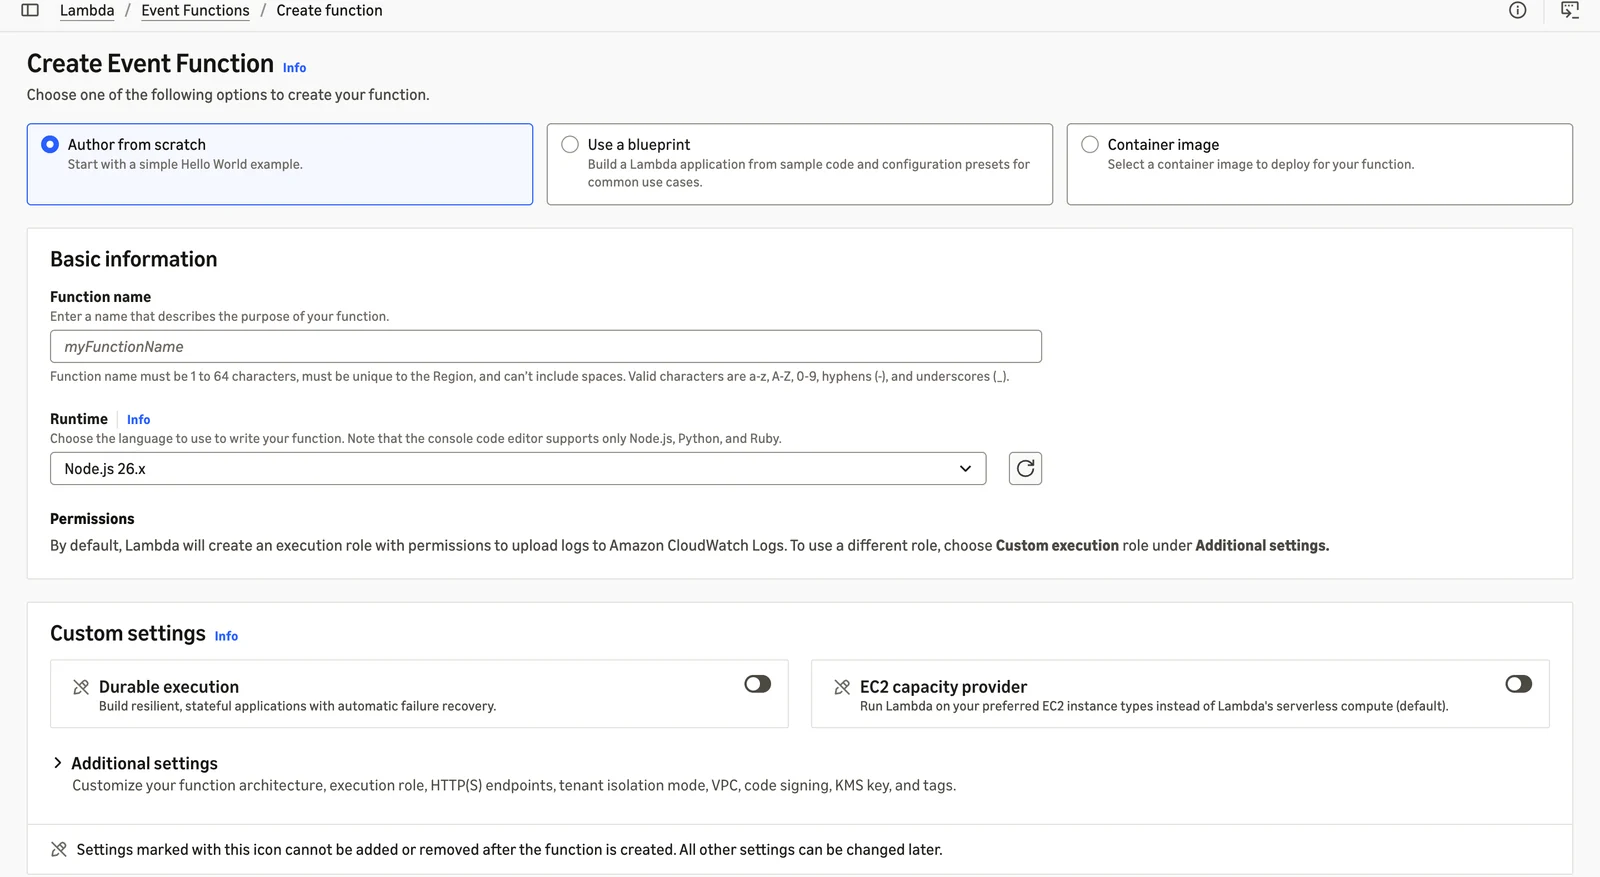 Lambda / Event Functions / Create function
Create Event Function Info
Choose one of the following options to create your function.
Author from scratch
Start with a simple Hello World example.
Use a blueprint
Build a Lambda application from sample code and configuration presets for
common use cases.
Container image
Select a container image to deploy for your function.
Basic information
Function name
Enter a name that describes the purpose of your function.
myFunctionName
Function name must be 1 to 64 characters, must be unique to the Region, and can't include spaces. Valid characters are a-z, A-Z, 0-9, hyphens (-), and underscores (_).
Runtime Info
Choose the language to use to write your function. Note that the console code editor supports only Node.js, Python, and Ruby.
Node.js 26.x
Permissions
By default, Lambda will create an execution role with permissions to upload logs to Amazon CloudWatch Logs. To use a different role, choose Custom execution role under Additional settings.
Custom settings Info
Durable execution
Build resilient, stateful applications with automatic failure recovery.
EC2 capacity provider
Run Lambda on your preferred EC2 instance types instead of Lambda's serverless compute (default).
Additional settings
Customize your function architecture, execution role, HTTP(S) endpoints, tenant isolation mode, VPC, code signing, KMS key, and tags.
Settings marked with this icon cannot be added or removed after the function is created. All other settings can be changed later.